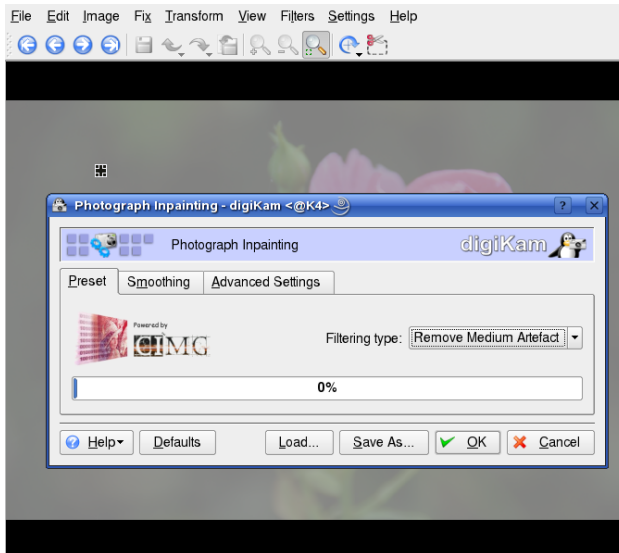 File Edit Image Fix Transform View Filters Settings Help
Photograph Inpainting - digiKam <@K4>
Photograph Inpainting digiKam
Preset Smoothing Advanced Settings
Powered by
CIMG
Filtering type: Remove Medium Artefact
0%
Help Defaults Load... Save As... OK Cancel